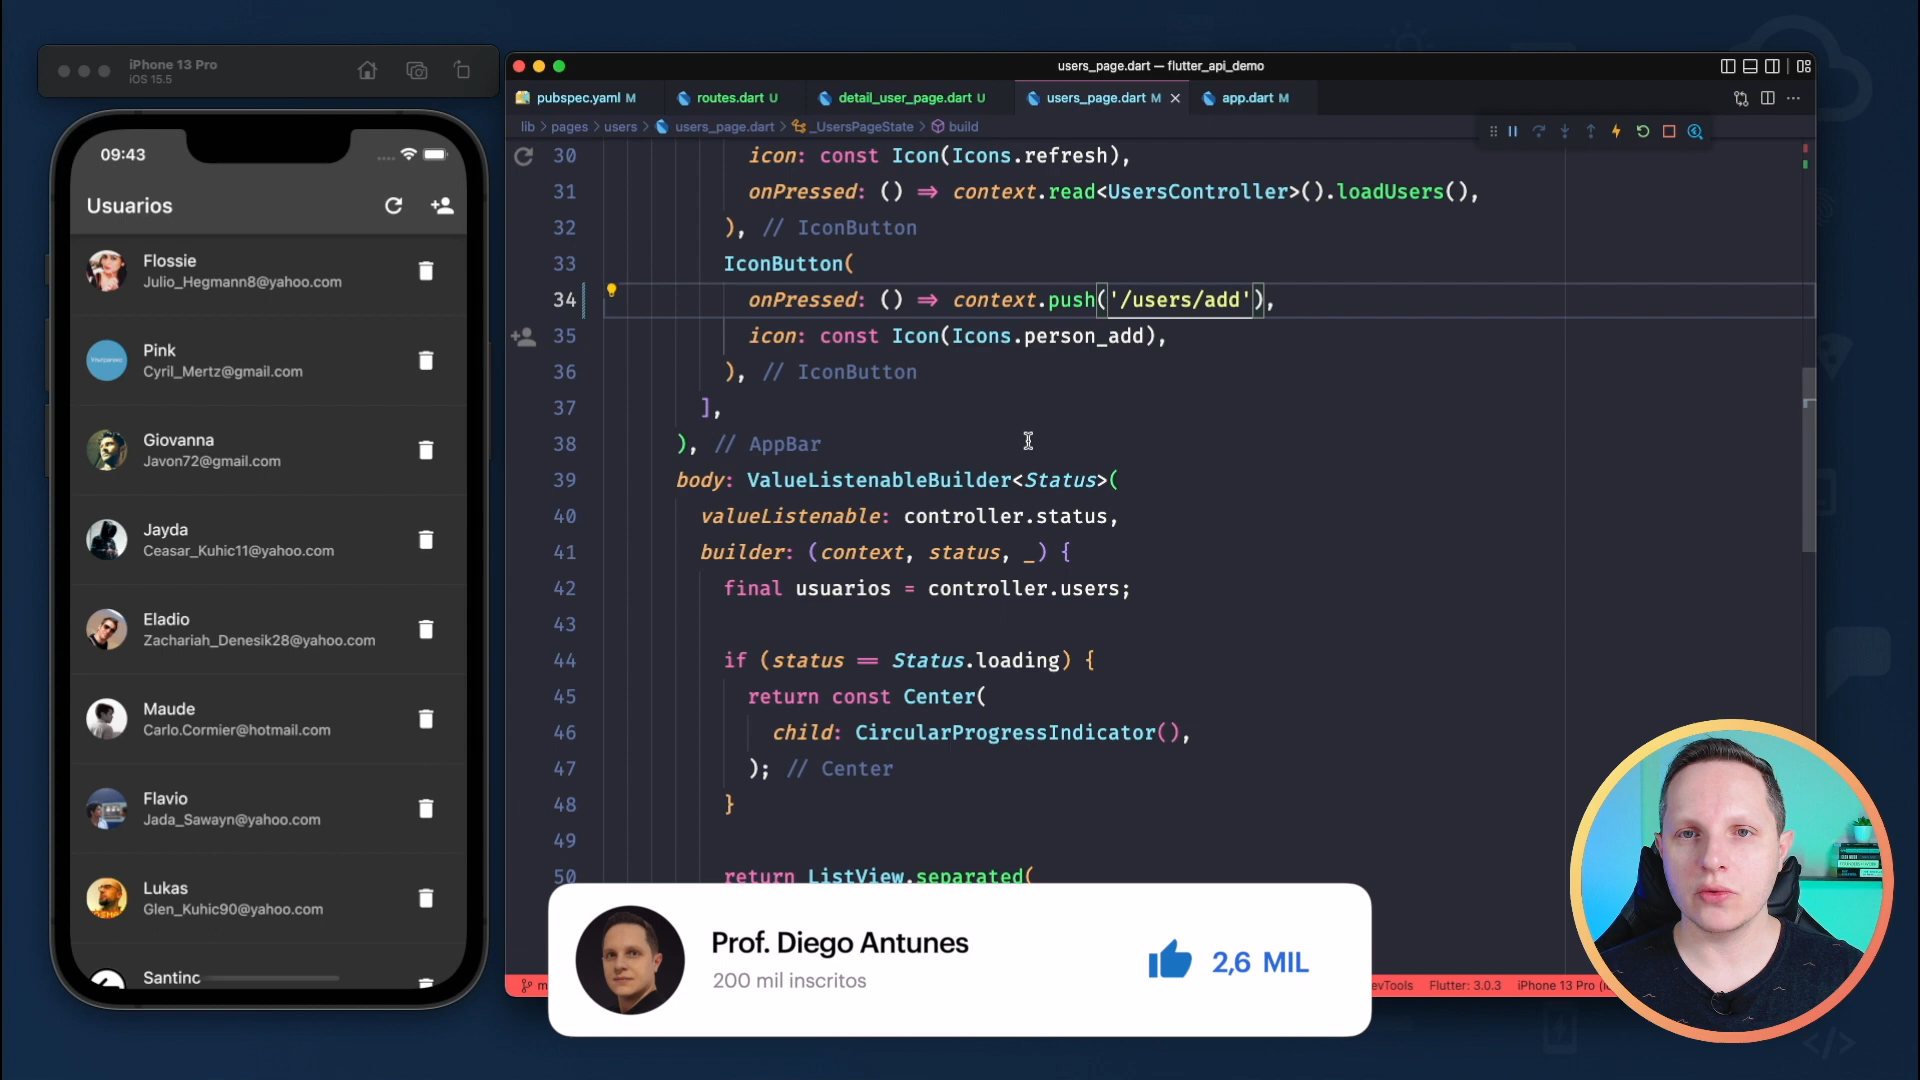 iPhone 13 Pro
iOS 15.5
09:43
Usuarios
Flossie
Julio_Hegmann8@yahoo.com
Pink
Cyril_Mertz@gmail.com
Giovanna
Javon72@gmail.com
Jayda
Ceasar_Kuhic11@yahoo.com
Eladio
Zachariah_Denesik28@yahoo.com
Maude
Carlo.Cormier@hotmail.com
Flavio
Jada_Sawayn@yahoo.com
Lukas
Glen_Kuhic90@yahoo.com
Santinc
users_page.dart — flutter_api_demo
pubspec.yaml M
routes.dart U
detail_user_page.dart U
users_page.dart M
app.dart M
lib > pages > users > users_page.dart > _UsersPageState > build
30 icon: const Icon(Icons.refresh),
31 onPressed: () => context.read<UsersController>().loadUsers(),
32 ), // IconButton
33 IconButton(
34 onPressed: () => context.push('/users/add'),
35 icon: const Icon(Icons.person_add),
36 ), // IconButton
37 ],
38 ), // AppBar
39 body: ValueListenableBuilder<Status>(
40 valueListenable: controller.status,
41 builder: (context, status, _) {
42 final usuarios = controller.users;
43
44 if (status == Status.loading) {
45 return const Center(
46 child: CircularProgressIndicator(),
47 ); // Center
48 }
49
50 return ListView.separated(
Prof. Diego Antunes
200 mil inscritos
2,6 MIL
evTools
Flutter: 3.0.3
iPhone 13 Pro (i